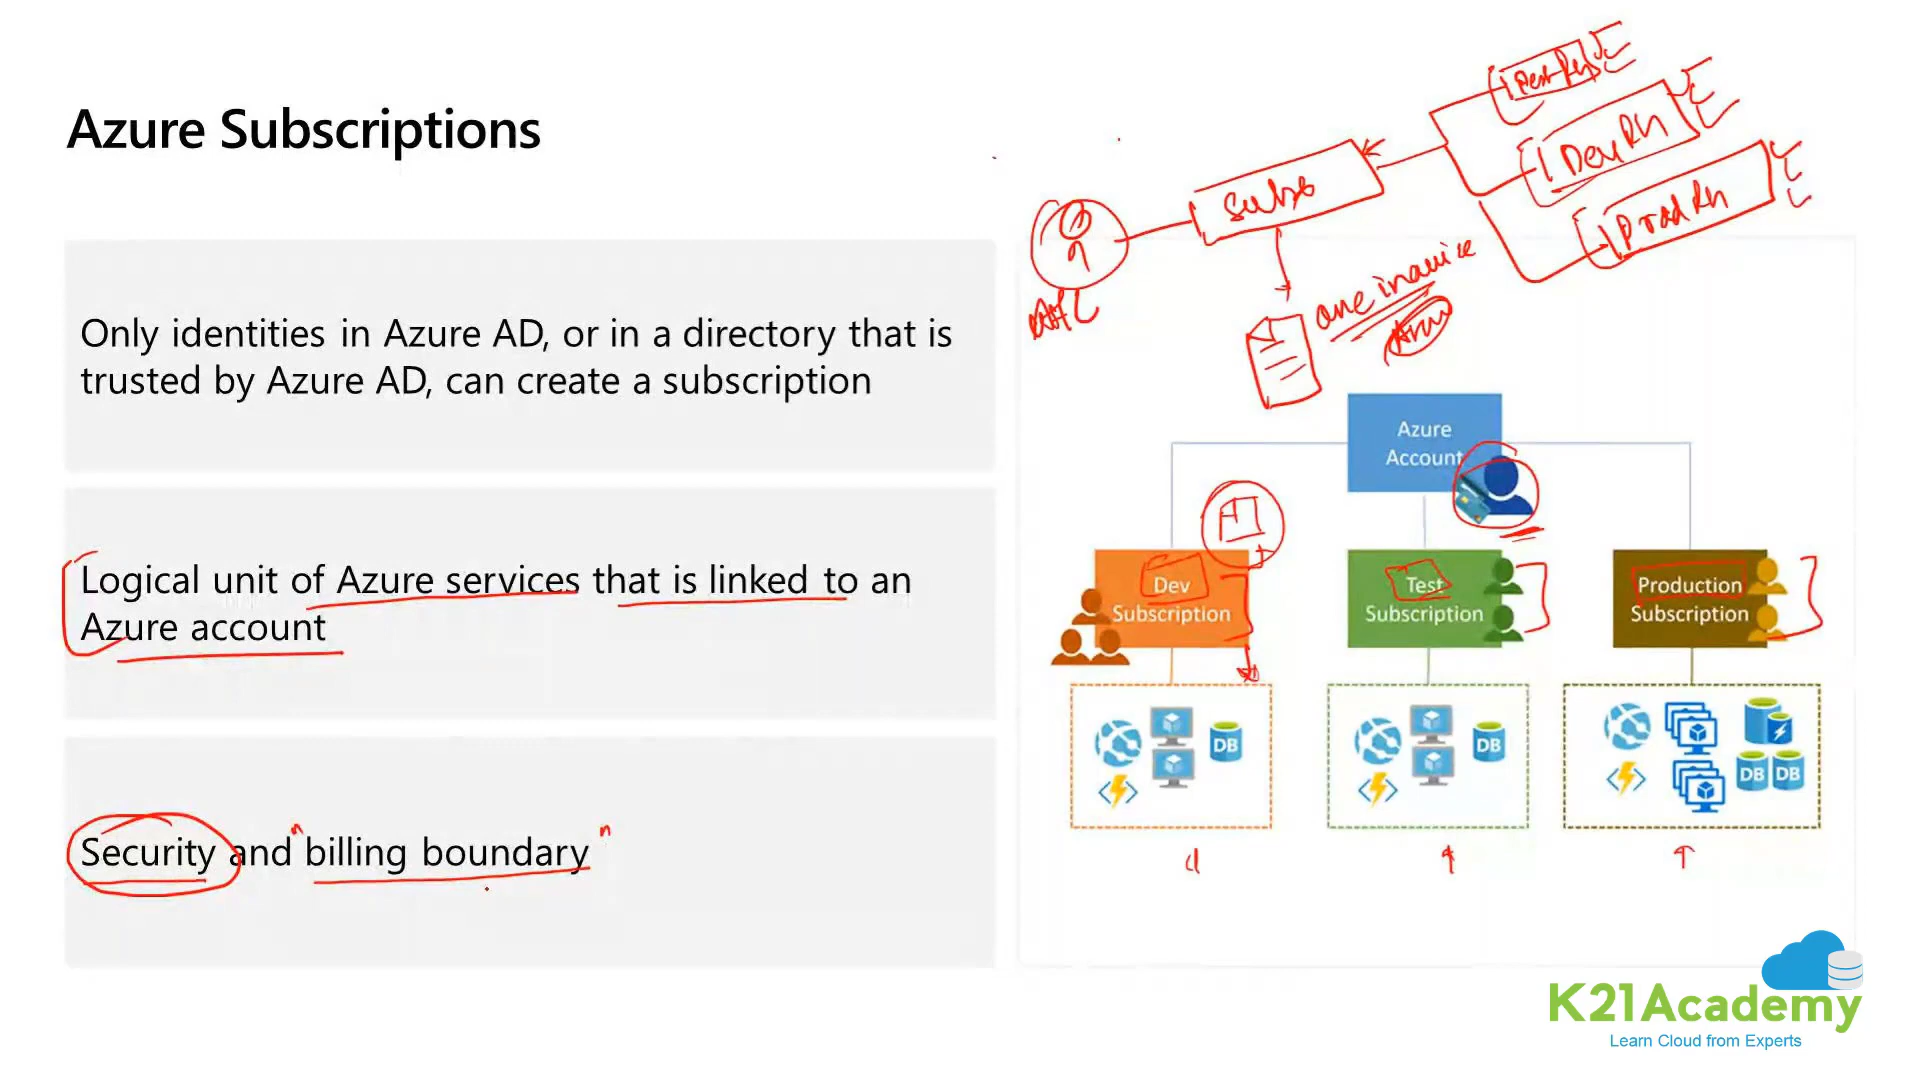 Azure Subscriptions
Only identities in Azure AD, or in a directory that is
trusted by Azure AD, can create a subscription
Logical unit of Azure services that is linked to an
Azure account
Security and "billing boundary"
Subs
Dev RG
Prod RG
one
Azure
Account
Dev
Subscription
Test
Subscription
Production
Subscription
DB
DB
DB DB
K21Academy
Learn Cloud from Experts